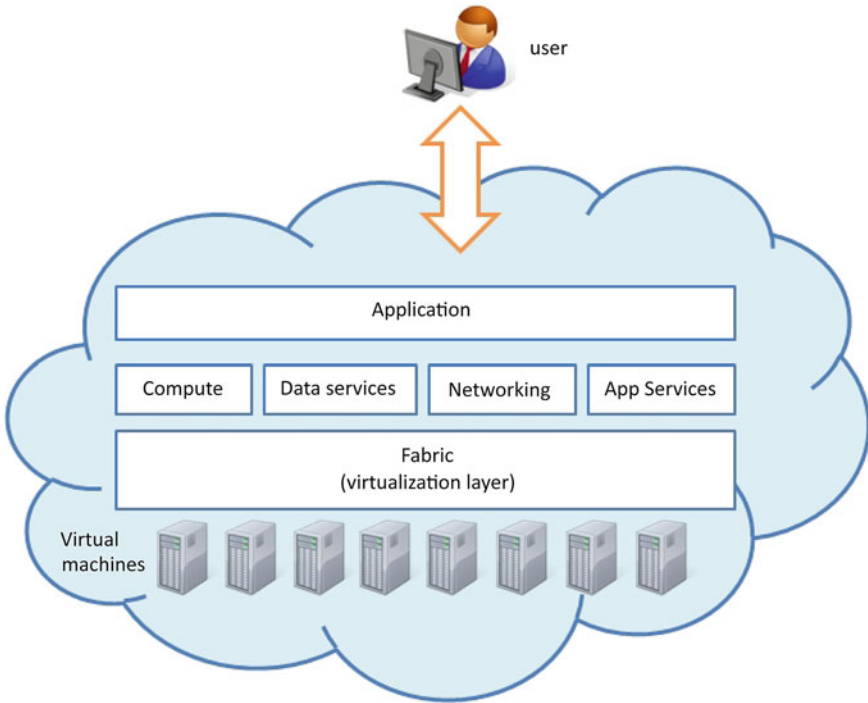 user
Application
Compute
Data services
Networking
App Services
Fabric
(virtualization layer)
Virtual
machines